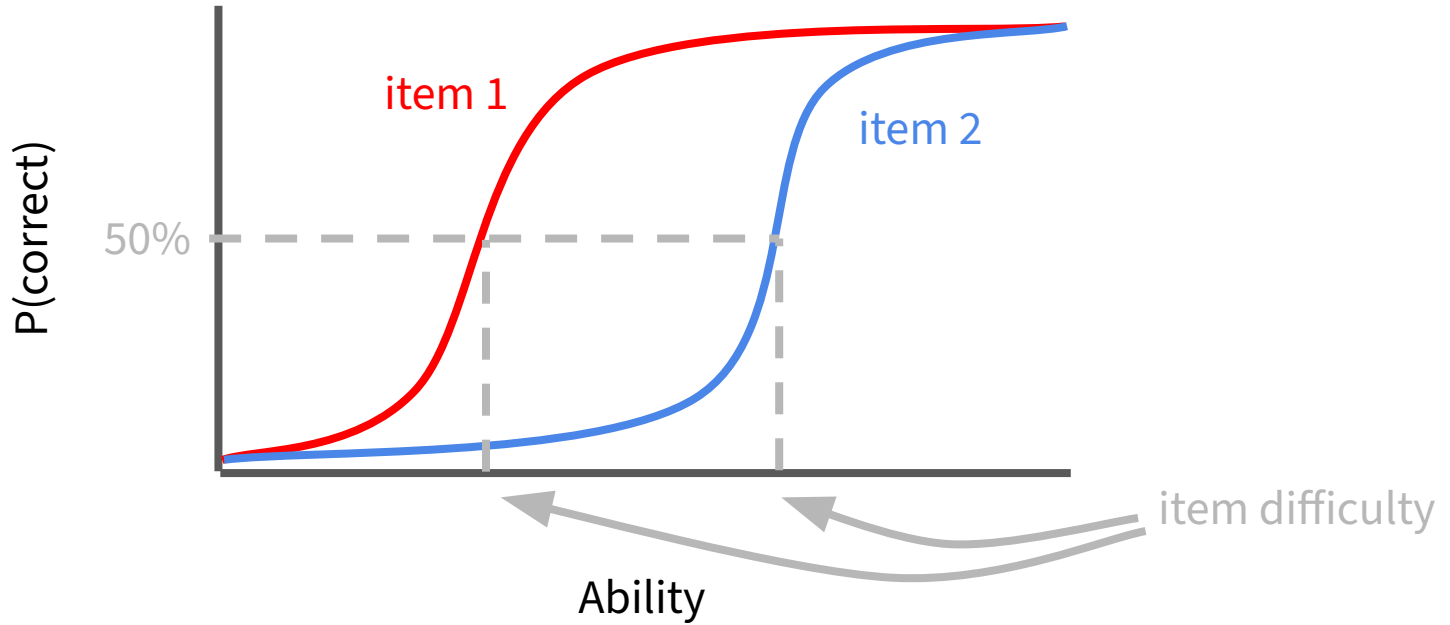 item 1
item 2
P(correct)
50%
item difficulty
Ability